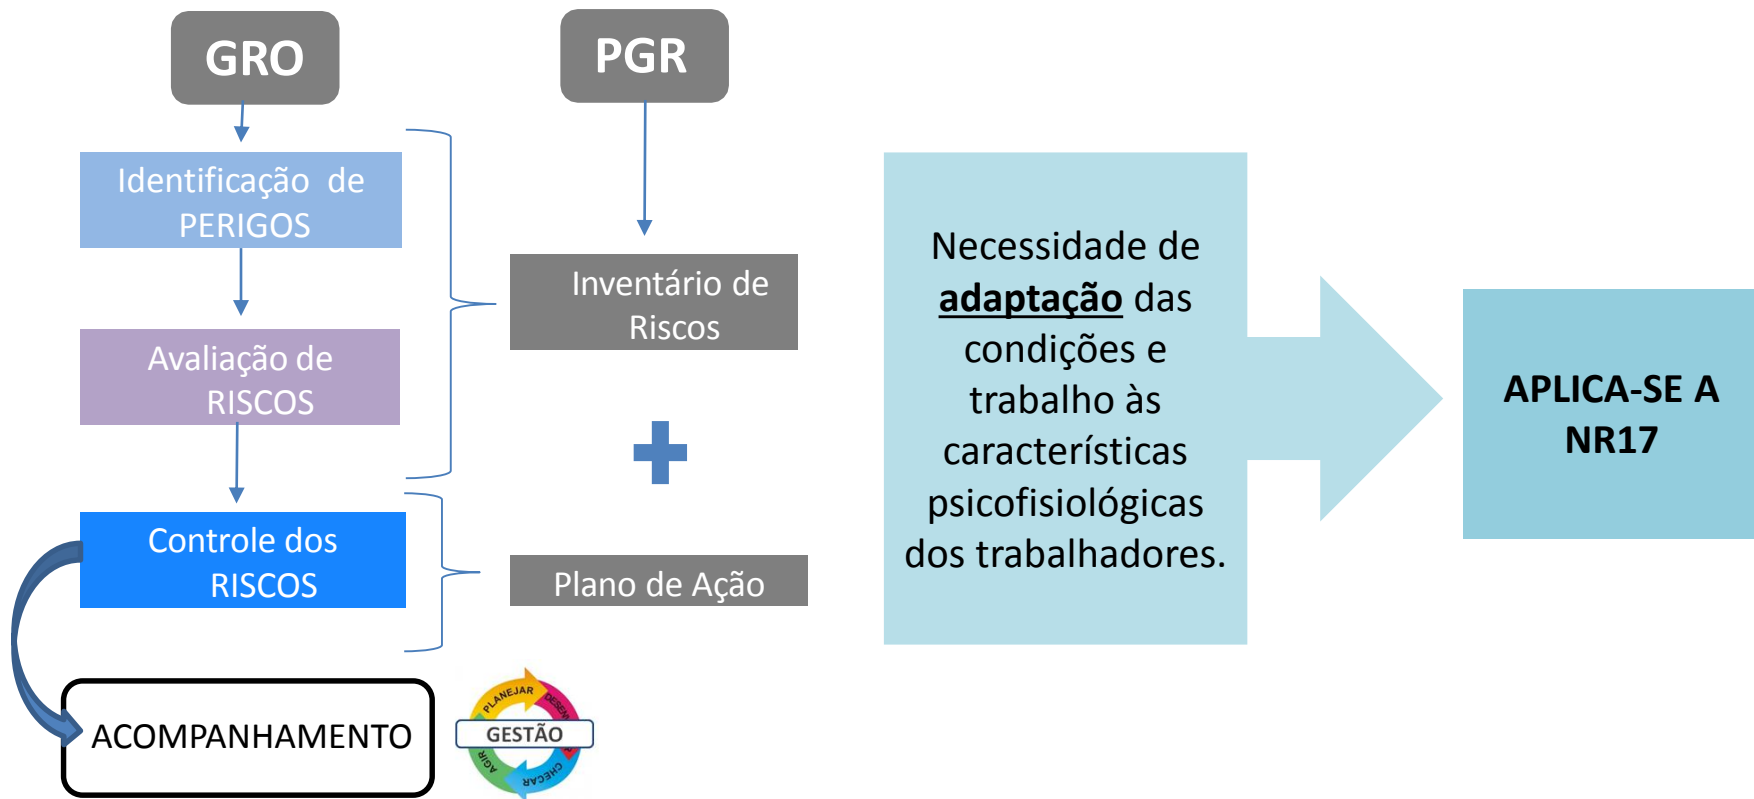 GRO
PGR
Identificação de
PERIGOS
Inventário de
Riscos
Avaliação de
RISCOS
Controle dos
RISCOS
Plano de Ação
ACOMPANHAMENTO
PLANEJAR
GESTÃO
CHECAR
AGIR
Necessidade de
adaptação das
condições e
trabalho às
características
psicofisiológicas
dos trabalhadores.
APLICA-SE A
NR17